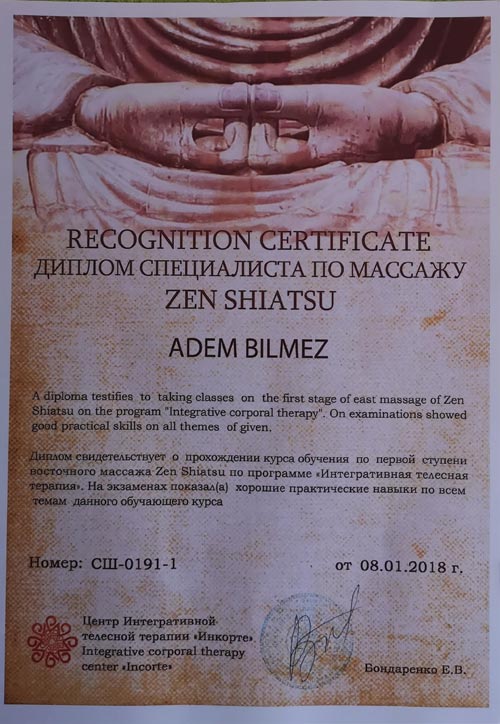 RECOGNITION CERTIFICATE
ДИПЛОМ СПЕЦИАЛИСТА ПО МАССАЖУ
ZEN SHIATSU
ADEM BILMEZ
A diploma testifies to taking classes on the first stage of east massage of Zen
Shiatsu on the program "Integrative corporal therapy". On examinations showed
good practical skills on all themes of given.
Диплом свидетельствует о прохождении курса обучения по первой ступени
восточного массажа Zen Shiatsu по программе «Интегративная телесная
терапия». На экзаменах показал(а) хорошие практические навыки по всем
темам данного обучающего курса
Номер: СШ-0191-1
от 08.01.2018 г.
Центр Интегративной
телесной терапии «Инкорте»
Integrative corporal therapy
center «Incorte»
Бондаренко Е.В.